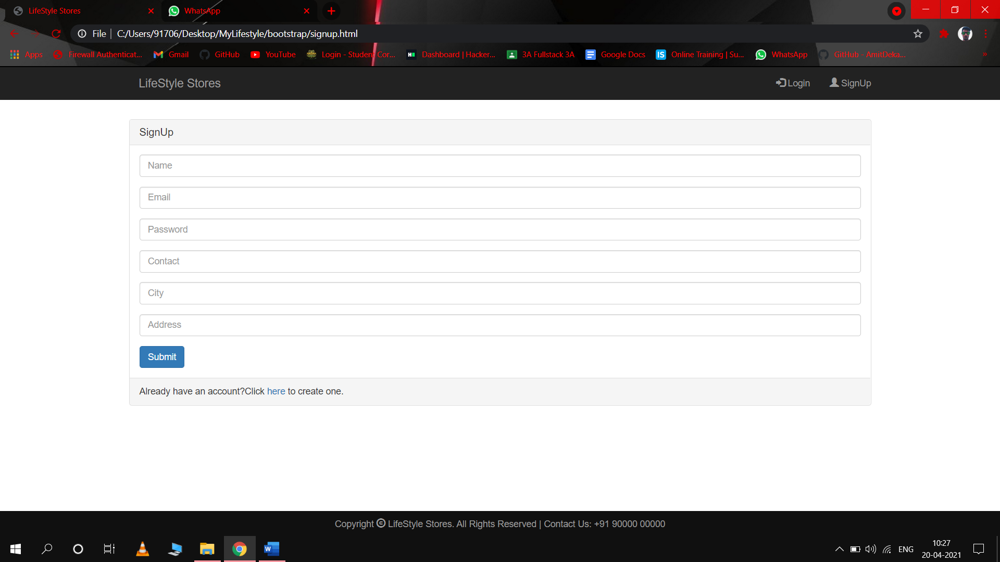 LifeStyle Stores
WhatsApp
File | C:/Users/91706/Desktop/MyLifestyle/bootstrap/signup.html
Apps Firewall Authenticat... Gmail GitHub YouTube Login - Student Cor... Dashboard | Hacker... 3A Fullstack 3A Google Docs Online Training | Su... WhatsApp GitHub - AmitDeka... »
LifeStyle Stores Login SignUp
SignUp
Name
Email
Password
Contact
City
Address
Submit
Already have an account?Click here to create one.
Copyright © LifeStyle Stores. All Rights Reserved | Contact Us: +91 90000 00000
ENG
10:27
20-04-2021